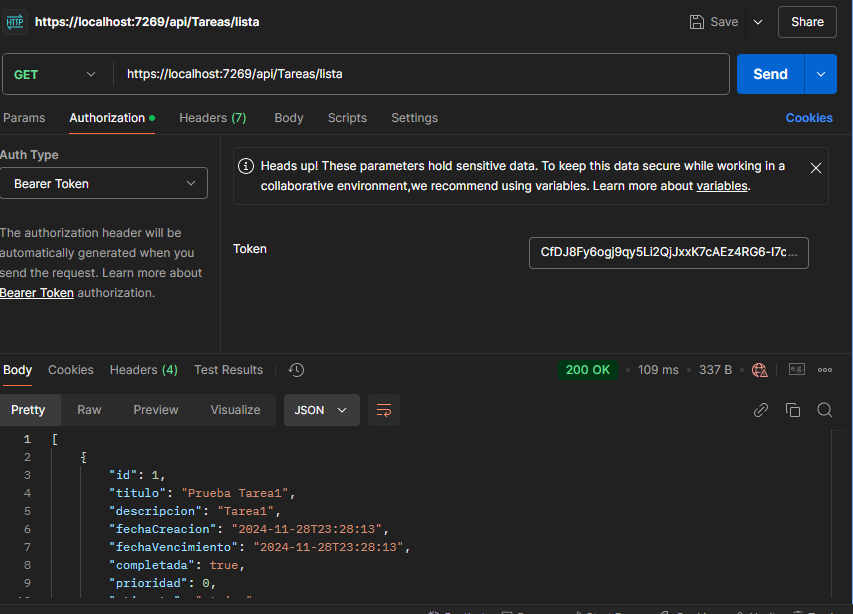 HTTP https://localhost:7269/api/Tareas/lista Save Share
GET https://localhost:7269/api/Tareas/lista Send
Params Authorization Headers (7) Body Scripts Settings Cookies
Auth Type
Bearer Token
The authorization header will be
automatically generated when you
send the request. Learn more about
Bearer Token authorization.
Heads up! These parameters hold sensitive data. To keep this data secure while working in a
collaborative environment,we recommend using variables. Learn more about variables.
Token CfDJ8Fy6ogj9qy5Li2QjJxxK7cAEz4RG6-I7c...
Body Cookies Headers (4) Test Results 200 OK 109 ms 337 B e.g.
Pretty Raw Preview Visualize JSON
1 [
2 {
3 "id": 1,
4 "titulo": "Prueba Tarea1",
5 "descripcion": "Tarea1",
6 "fechaCreacion": "2024-11-28T23:28:13",
7 "fechaVencimiento": "2024-11-28T23:28:13",
8 "completada": true,
9 "prioridad": 0,